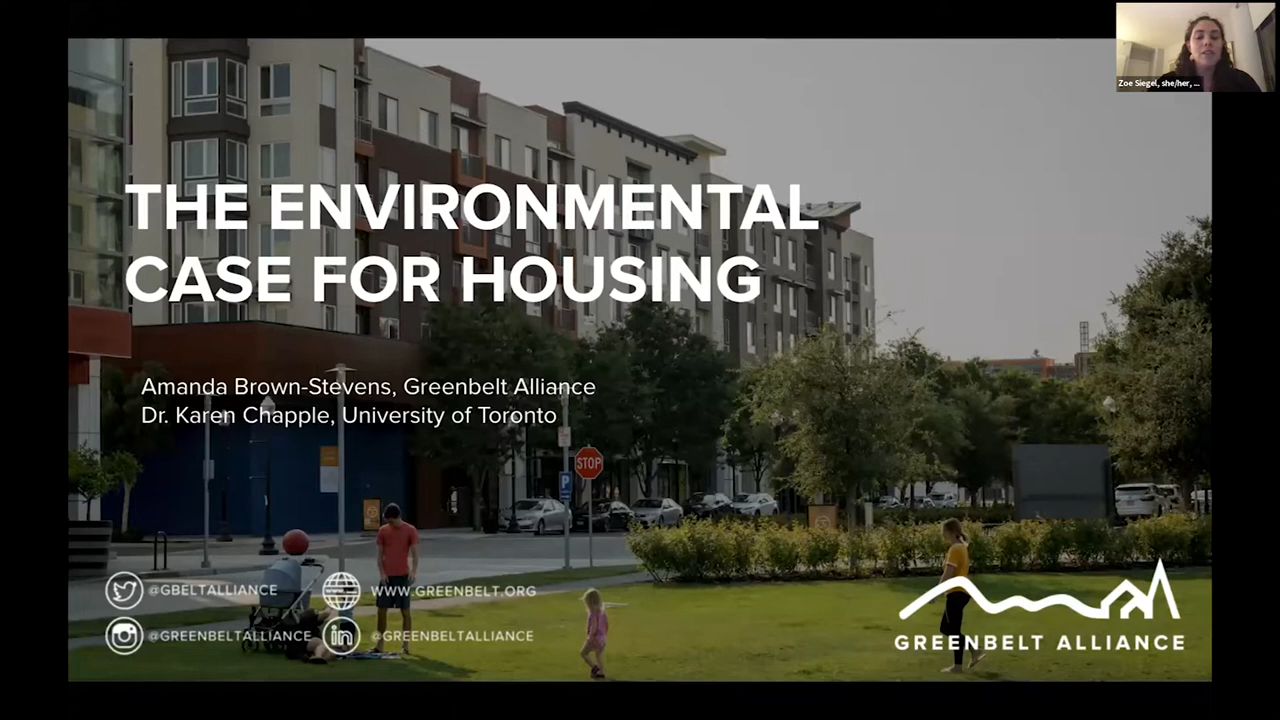 Zoe Siegel, she/her, ...
THE ENVIRONMENTAL
CASE FOR HOUSING
Amanda Brown-Stevens, Greenbelt Alliance
Dr. Karen Chapple, University of Toronto
STOP
P
@GBELTALLIANCE
WWW.GREENBELT.ORG
@GREENBELTALLIANCE
in
@GREENBELTALLIANCE
GREENBELT ALLIANCE